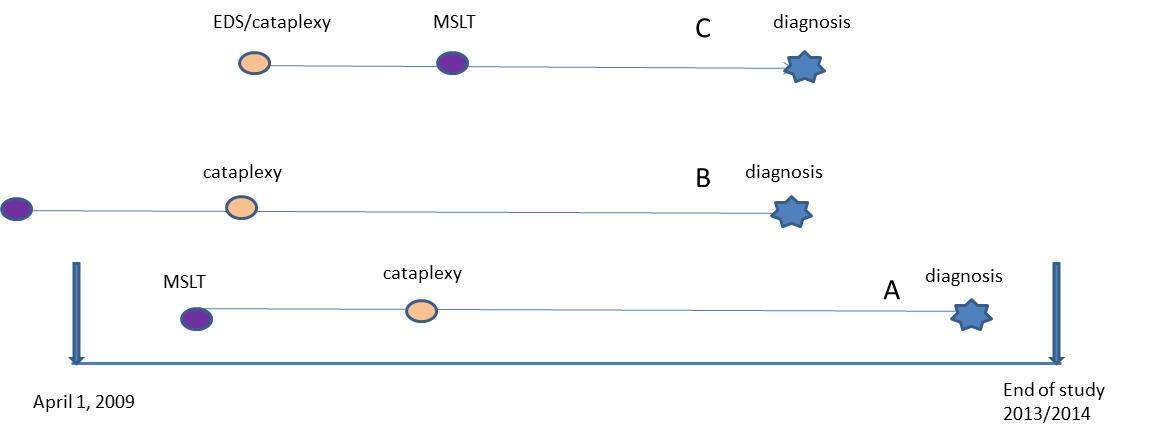 EDS/cataplexy MSLT C diagnosis
cataplexy B diagnosis
MSLT cataplexy A diagnosis
April 1, 2009
End of study
2013/2014